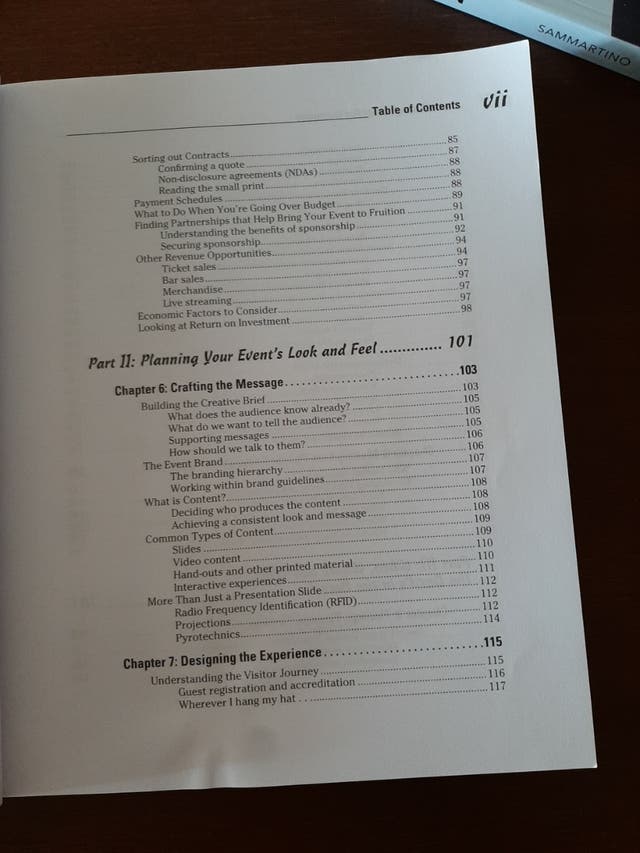 SAMMARTINO
Table of Contents vii
Sorting out Contracts..........85
Confirming a quote..........87
Non-disclosure agreements (NDAs)..........88
Reading the small print..........88
Payment Schedules..........88
What to Do When You're Going Over Budget..........89
Finding Partnerships that Help Bring Your Event to Fruition..........91
Understanding the benefits of sponsorship..........91
Securing sponsorship..........92
Other Revenue Opportunities..........94
Ticket sales..........94
Bar sales..........97
Merchandise..........97
Live streaming..........97
Economic Factors to Consider..........97
Looking at Return on Investment..........98
Part II: Planning Your Event's Look and Feel.............. 101
Chapter 6: Crafting the Message..........103
Building the Creative Brief..........103
What does the audience know already?..........105
What do we want to tell the audience?..........105
Supporting messages..........105
How should we talk to them?..........106
The Event Brand..........106
The branding hierarchy..........107
Working within brand guidelines..........107
What is Content?..........108
Deciding who produces the content..........108
Achieving a consistent look and message..........108
Common Types of Content..........109
Slides..........109
Video content..........110
Hand-outs and other printed material..........110
Interactive experiences..........111
More Than Just a Presentation Slide..........112
Radio Frequency Identification (RFID)..........112
Projections..........112
Pyrotechnics..........114
Chapter 7: Designing the Experience..........115
Understanding the Visitor Journey..........115
Guest registration and accreditation..........116
Wherever I hang my hat..........117